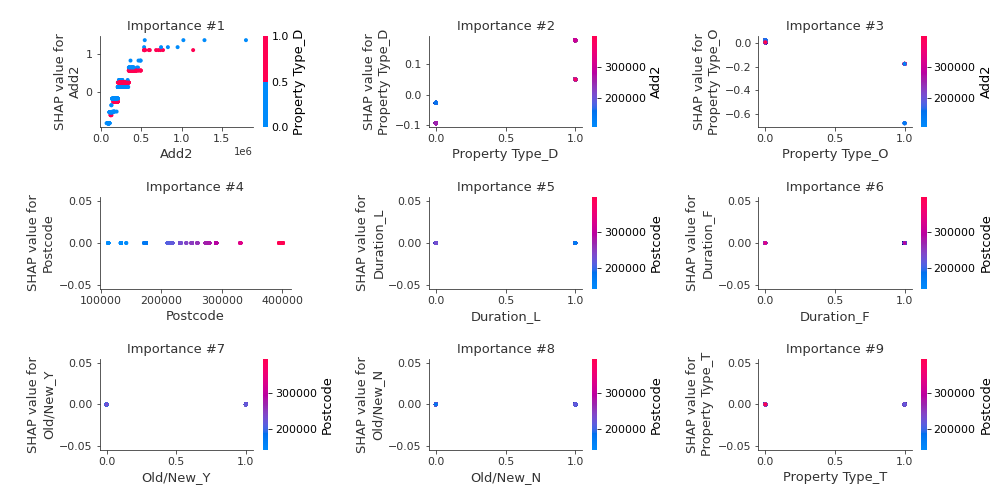 Importance #1
SHAP value for
Add2
1
0
0.0
0.5
1.0
1.5
1e6
Add2
1.0
0.5
0.0
Property Type_D
Importance #2
SHAP value for
Property Type_D
0.1
0.0
−0.1
0.0
0.5
1.0
Property Type_D
300000
200000
Add2
Importance #3
SHAP value for
Property Type_O
0.0
−0.2
−0.4
−0.6
0.0
0.5
1.0
Property Type_O
300000
200000
Add2
Importance #4
SHAP value for
Postcode
0.05
0.00
−0.05
100000
200000
300000
400000
Postcode
Importance #5
SHAP value for
Duration_L
0.05
0.00
−0.05
0.0
0.5
1.0
Duration_L
300000
200000
Postcode
Importance #6
SHAP value for
Duration_F
0.05
0.00
−0.05
0.0
0.5
1.0
Duration_F
300000
200000
Postcode
Importance #7
SHAP value for
Old/New_Y
0.05
0.00
−0.05
0.0
0.5
1.0
Old/New_Y
300000
200000
Postcode
Importance #8
SHAP value for
Old/New_N
0.05
0.00
−0.05
0.0
0.5
1.0
Old/New_N
300000
200000
Postcode
Importance #9
SHAP value for
Property Type_T
0.05
0.00
−0.05
0.0
0.5
1.0
Property Type_T
300000
200000
Postcode